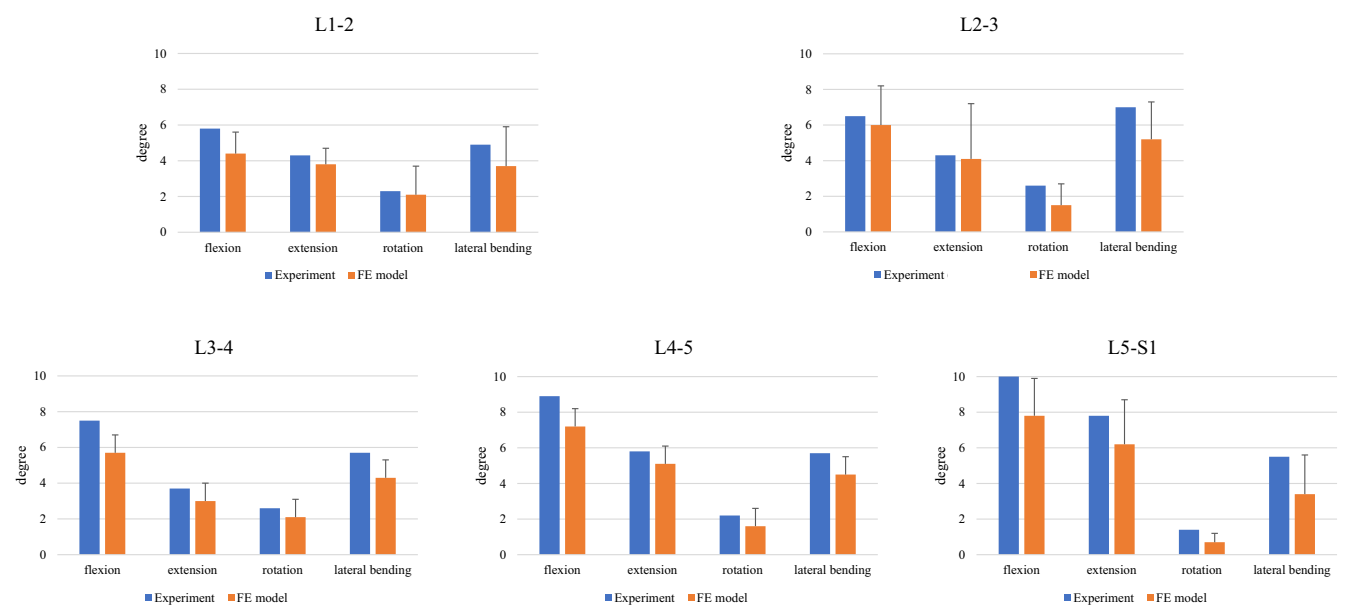 L1-2
10
8
6
4
2
0
degree
flexion extension rotation lateral bending
Experiment FE model
L2-3
10
8
6
4
2
0
degree
flexion extension rotation lateral bending
Experiment FE model
L3-4
10
8
6
4
2
0
degree
flexion extension rotation lateral bending
Experiment FE model
L4-5
10
8
6
4
2
0
degree
flexion extension rotation lateral bending
Experiment FE model
L5-S1
10
8
6
4
2
0
degree
flexion extension rotation lateral bending
Experiment FE model